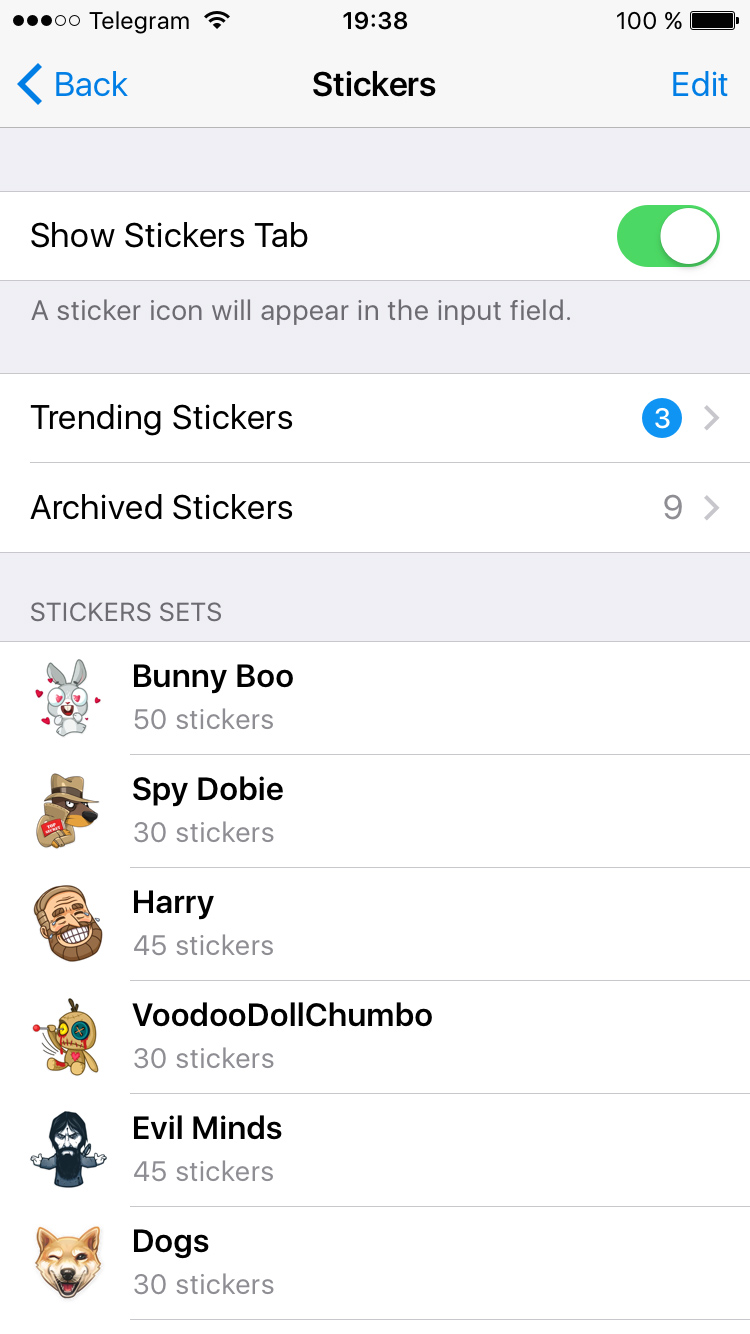 Telegram 19:38 100 %
Back Stickers Edit
Show Stickers Tab
A sticker icon will appear in the input field.
Trending Stickers 3
Archived Stickers 9
STICKERS SETS
Bunny Boo
50 stickers
Spy Dobie
30 stickers
TOP
SECRET
Harry
45 stickers
VoodooDollChumbo
30 stickers
Evil Minds
45 stickers
Dogs
30 stickers